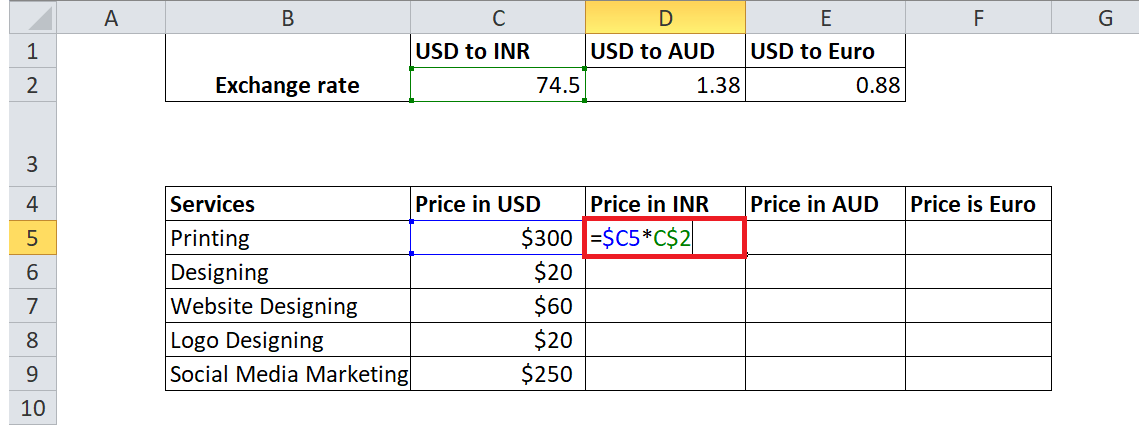 A B C D E F G
1 USD to INR USD to AUD USD to Euro
2 Exchange rate 74.5 1.38 0.88
3
4 Services Price in USD Price in INR Price in AUD Price is Euro
5 Printing $300 =$C5*C$2
6 Designing $20
7 Website Designing $60
8 Logo Designing $20
9 Social Media Marketing $250
10